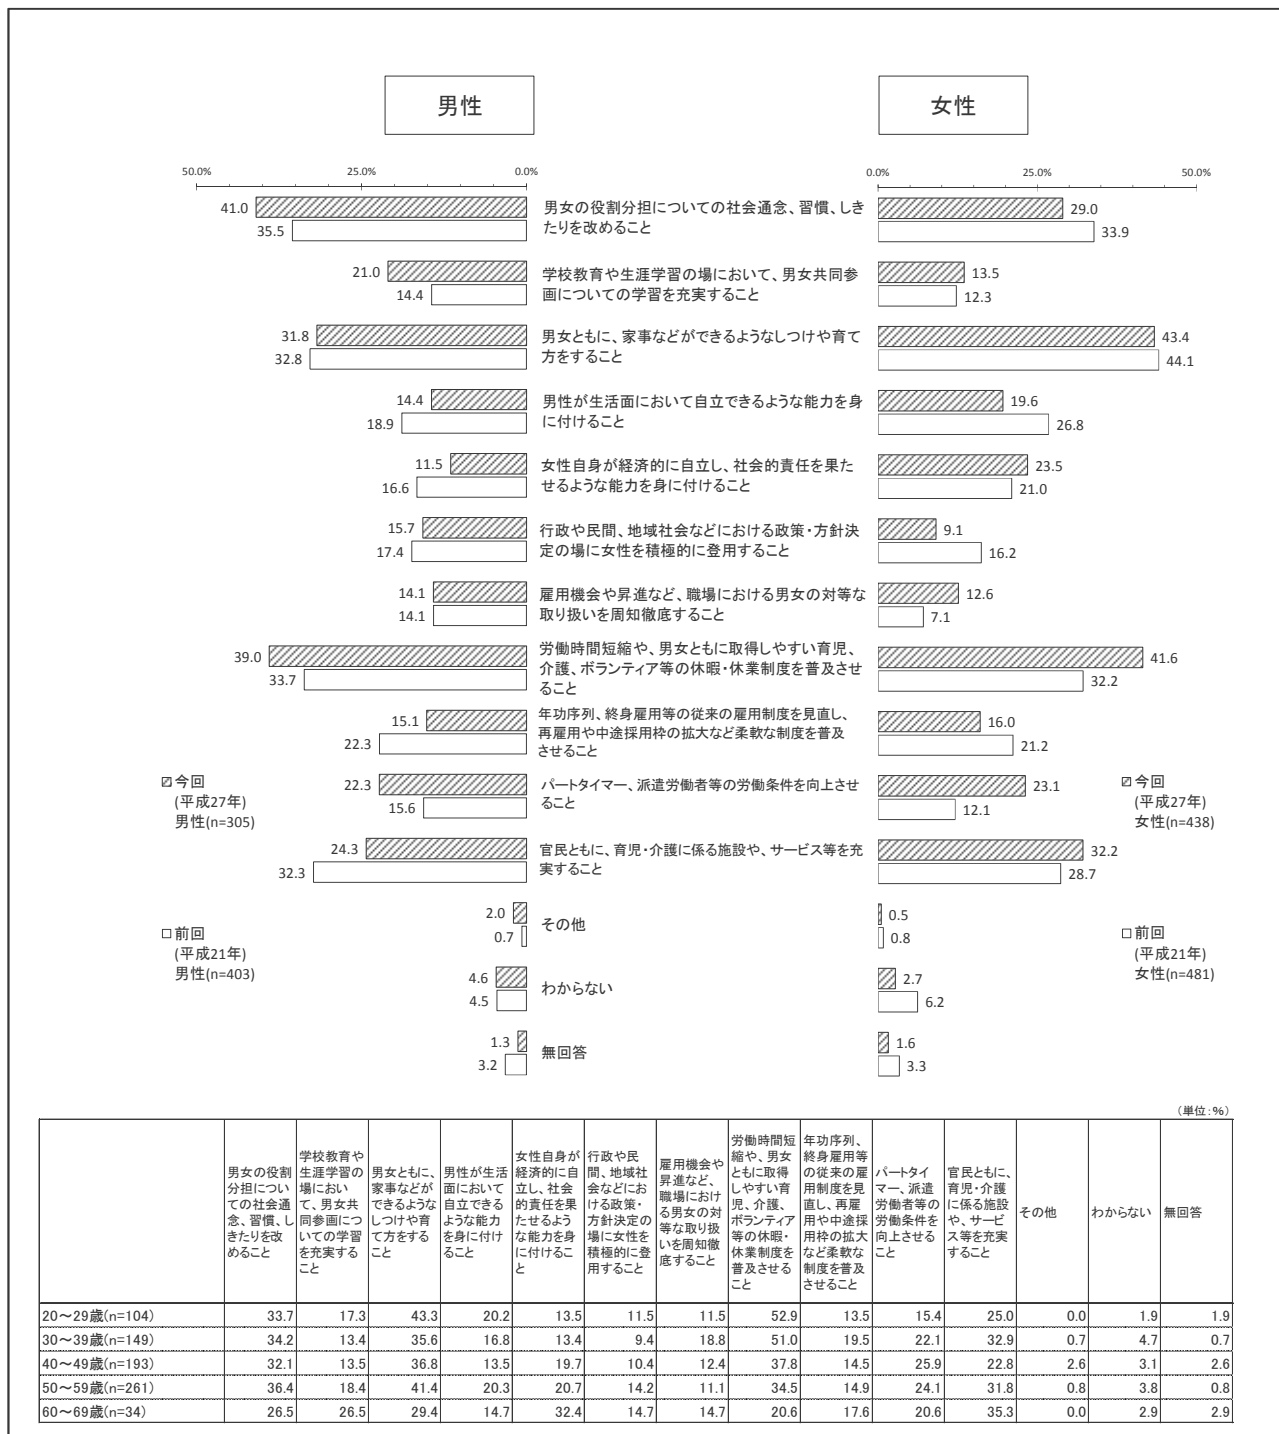 男性
女性
50.0%
25.0%
0.0%
0.0%
25.0%
50.0%
41.0
35.5
男女の役割分担についての社会通念、習慣、しき
たりを改めること
29.0
33.9
21.0
14.4
学校教育や生涯学習の場において、男女共同参
画についての学習を充実すること
13.5
12.3
31.8
32.8
男女ともに、家事などができるようなしつけや育て
方をすること
43.4
44.1
14.4
18.9
男性が生活面において自立できるような能力を身
に付けること
19.6
26.8
11.5
16.6
女性自身が経済的に自立し、社会的責任を果た
せるような能力を身に付けること
23.5
21.0
15.7
17.4
行政や民間、地域社会などにおける政策・方針決
定の場に女性を積極的に登用すること
9.1
16.2
14.1
14.1
雇用機会や昇進など、職場における男女の対等な
取り扱いを周知徹底すること
12.6
7.1
39.0
33.7
労働時間短縮や、男女ともに取得しやすい育児、
介護、ボランティア等の休暇・休業制度を普及させ
ること
41.6
32.2
15.1
22.3
年功序列、終身雇用等の従来の雇用制度を見直し、
再雇用や中途採用枠の拡大など柔軟な制度を普及
させること
16.0
21.2
22.3
15.6
パートタイマー、派遣労働者等の労働条件を向上させ
ること
23.1
12.1
24.3
32.3
官民ともに、育児・介護に係る施設や、サービス等を充
実すること
32.2
28.7
2.0
0.7
その他
0.5
0.8
4.6
4.5
わからない
2.7
6.2
1.3
3.2
無回答
1.6
3.3
今回
(平成27年)
男性(n=305)
前回
(平成21年)
男性(n=403)
今回
(平成27年)
女性(n=438)
前回
(平成21年)
女性(n=481)
(単位:%)
男女の役割
分担につい
ての社会通
念、習慣、し
きたりを改
めること
学校教育や
生涯学習の
場におい
て、男女共
同参画につ
いての学習
を充実する
こと
男女ともに、
家事などが
できるような
しつけや育
て方をする
こと
男性が生活
面において
自立できる
ような能力
を身に付け
ること
女性自身が
経済的に自
立し、社会
的責任を果
たせるよう
な能力を身
に付けるこ
と
行政や民
間、地域社
会などにお
ける政策・
方針決定の
場に女性を
積極的に登
用すること
雇用機会や
昇進など、
職場におけ
る男女の対
等な取り扱
いを周知徹
底すること
労働時間短
縮や、男女
ともに取得
しやすい育
児、介護、
ボランティア
等の休暇・
休業制度を
普及させる
こと
年功序列、
終身雇用等
の従来の雇
用制度を見
直し、再雇
用や中途採
用枠の拡大
など柔軟な
制度を普及
させること
パートタイ
マー、派遣
労働者等の
労働条件を
向上させる
こと
官民ともに、
育児・介護
に係る施設
や、サービ
ス等を充実
すること
その他
わからない
無回答
20～29歳(n=104) 33.7 17.3 43.3 20.2 13.5 11.5 11.5 52.9 13.5 15.4 25.0 0.0 1.9 1.9
30～39歳(n=149) 34.2 13.4 35.6 16.8 13.4 9.4 18.8 51.0 19.5 22.1 32.9 0.7 4.7 0.7
40～49歳(n=193) 32.1 13.5 36.8 13.5 19.7 10.4 12.4 37.8 14.5 25.9 22.8 2.6 3.1 2.6
50～59歳(n=261) 36.4 18.4 41.4 20.3 20.7 14.2 11.1 34.5 14.9 24.1 31.8 0.8 3.8 0.8
60～69歳(n=34) 26.5 26.5 29.4 14.7 32.4 14.7 14.7 20.6 17.6 20.6 35.3 0.0 2.9 2.9